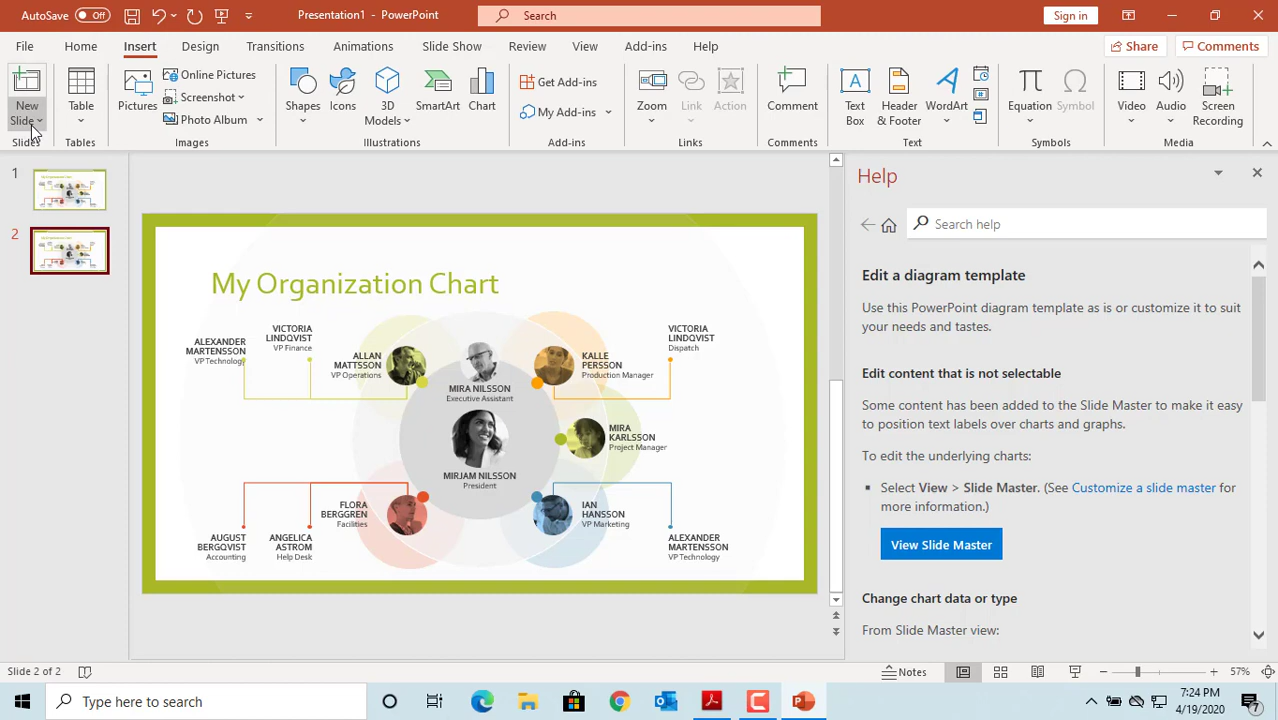 AutoSave Off Presentation1 - PowerPoint Search Sign in
File Home Insert Design Transitions Animations Slide Show Review View Add-ins Help Share Comments
New Slide
Table
Pictures
Online Pictures
Screenshot
Photo Album
Shapes
Icons
3D Models
SmartArt
Chart
Get Add-ins
My Add-ins
Zoom
Link
Action
Comment
Text Box
Header & Footer
WordArt
Equation
Symbol
Video
Audio
Screen Recording
Slides Tables Images Illustrations Add-ins Links Comments Text Symbols Media
1
2
My Organization Chart
ALEXANDER
MARTENSSON
VP Technology
VICTORIA
LINDQVIST
VP Finance
ALLAN
MATTSSON
VP Operations
MIRA NILSSON
Executive Assistant
KALLE
PERSSON
Production Manager
VICTORIA
LINDQVIST
Dispatch
MIRA
KARLSSON
Project Manager
MIRJAM NILSSON
President
AUGUST
BERGQVIST
Accounting
ANGELICA
ASTROM
Help Desk
FLORA
BERGGREN
Facilities
IAN
HANSSON
VP Marketing
ALEXANDER
MARTENSSON
VP Technology
Help
Search help
Edit a diagram template
Use this PowerPoint diagram template as is or customize it to suit
your needs and tastes.
Edit content that is not selectable
Some content has been added to the Slide Master to make it easy
to position text labels over charts and graphs.
To edit the underlying charts:
▪ Select View > Slide Master. (See Customize a slide master for
more information.)
View Slide Master
Change chart data or type
From Slide Master view:
Slide 2 of 2 Notes 57%
Type here to search
7:24 PM
4/19/2020
7